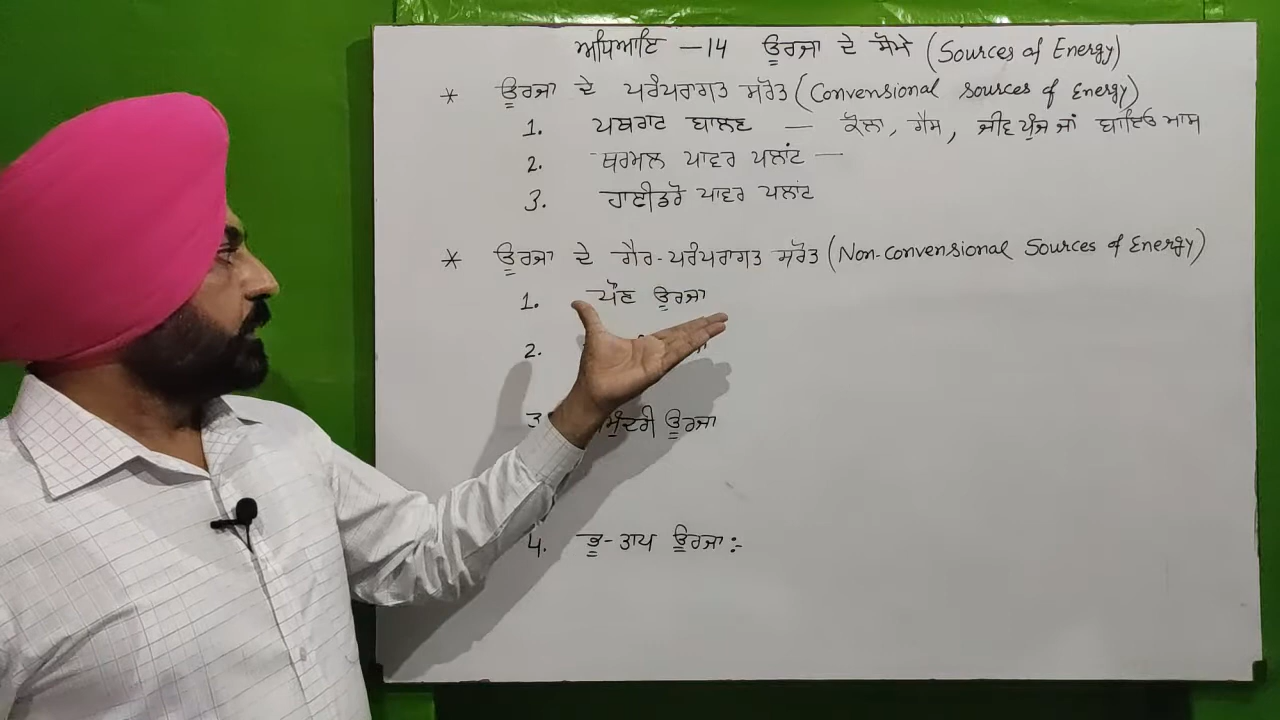 ਅਧਿਆਇ —14 ਊਰਜਾ ਦੇ ਸੋਮੇ (Sources of Energy)
* ਊਰਜਾ ਦੇ ਪਰੰਪਰਾਗਤ ਸਰੋਤ (Convensional sources of Energy)
1. ਪਥਰਾਟ ਬਾਲਣ — ਕੋਲਾ, ਗੈਸ, ਜੀਵ ਪੁੰਜ ਜਾਂ ਬਾਇਓ ਮਾਸ
2. ਥਰਮਲ ਪਾਵਰ ਪਲਾਂਟ —
3. ਹਾਈਡਰੋ ਪਾਵਰ ਪਲਾਂਟ
* ਊਰਜਾ ਦੇ ਗੈਰ-ਪਰੰਪਰਾਗਤ ਸਰੋਤ (Non-convensional Sources of Energy)
1. ਪੌਣ ਊਰਜਾ
2.
3 ਮੁੰਦਰੀ ਊਰਜਾ
4. ਭੂ-ਤਾਪ ਊਰਜਾ :-